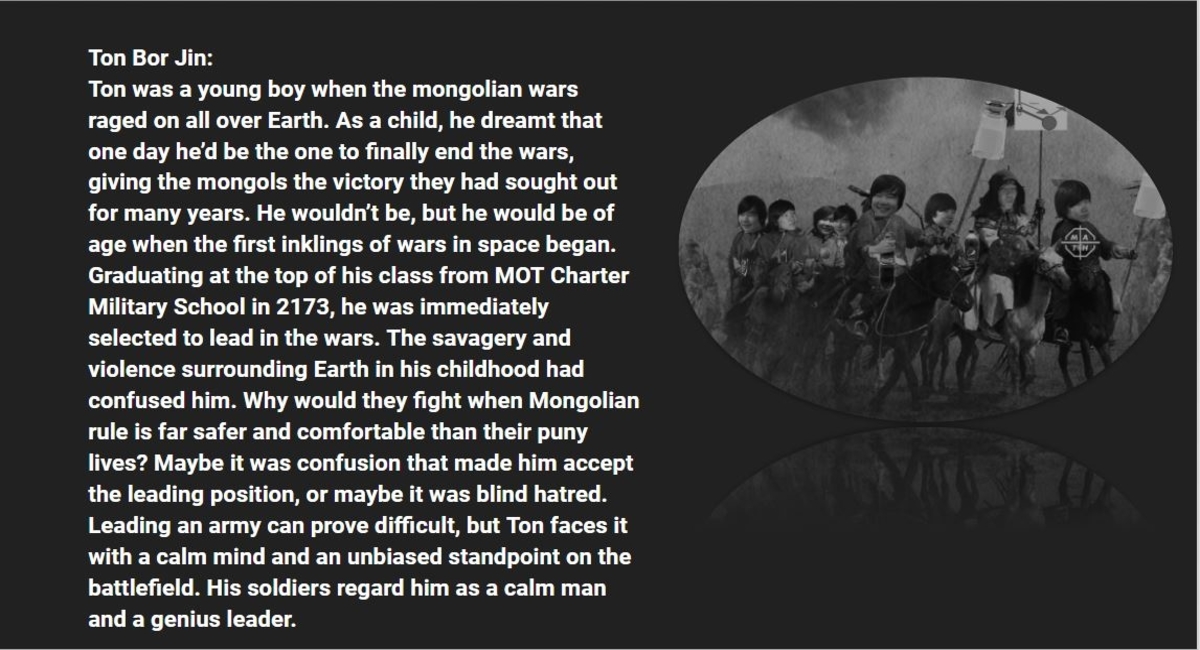 Ton Bor Jin:
Ton was a young boy when the mongolian wars
raged on all over Earth. As a child, he dreamt that
one day he’d be the one to finally end the wars,
giving the mongols the victory they had sought out
for many years. He wouldn’t be, but he would be of
age when the first inklings of wars in space began.
Graduating at the top of his class from MOT Charter
Military School in 2173, he was immediately
selected to lead in the wars. The savagery and
violence surrounding Earth in his childhood had
confused him. Why would they fight when Mongolian
rule is far safer and comfortable than their puny
lives? Maybe it was confusion that made him accept
the leading position, or maybe it was blind hatred.
Leading an army can prove difficult, but Ton faces it
with a calm mind and an unbiased standpoint on the
battlefield. His soldiers regard him as a calm man
and a genius leader.